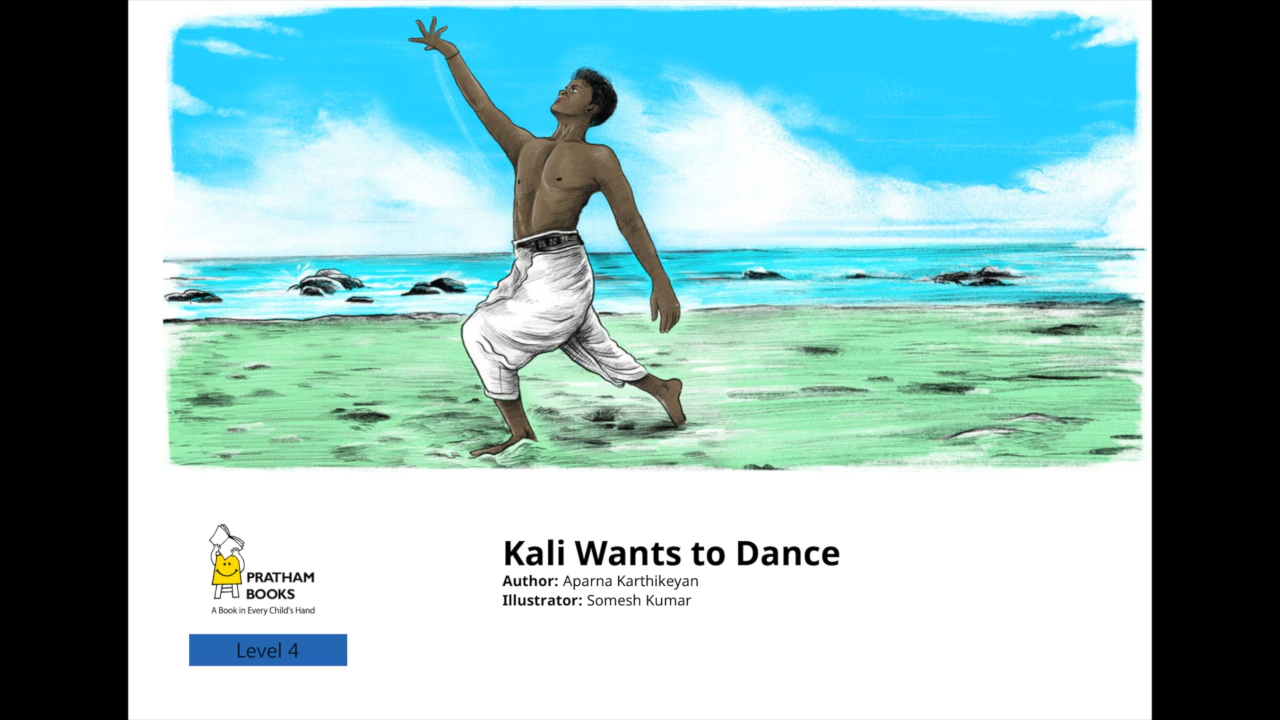 Kali Wants to Dance
Author: Aparna Karthikeyan
Illustrator: Somesh Kumar
PRATHAM
BOOKS
A Book in Every Child's Hand
Level 4